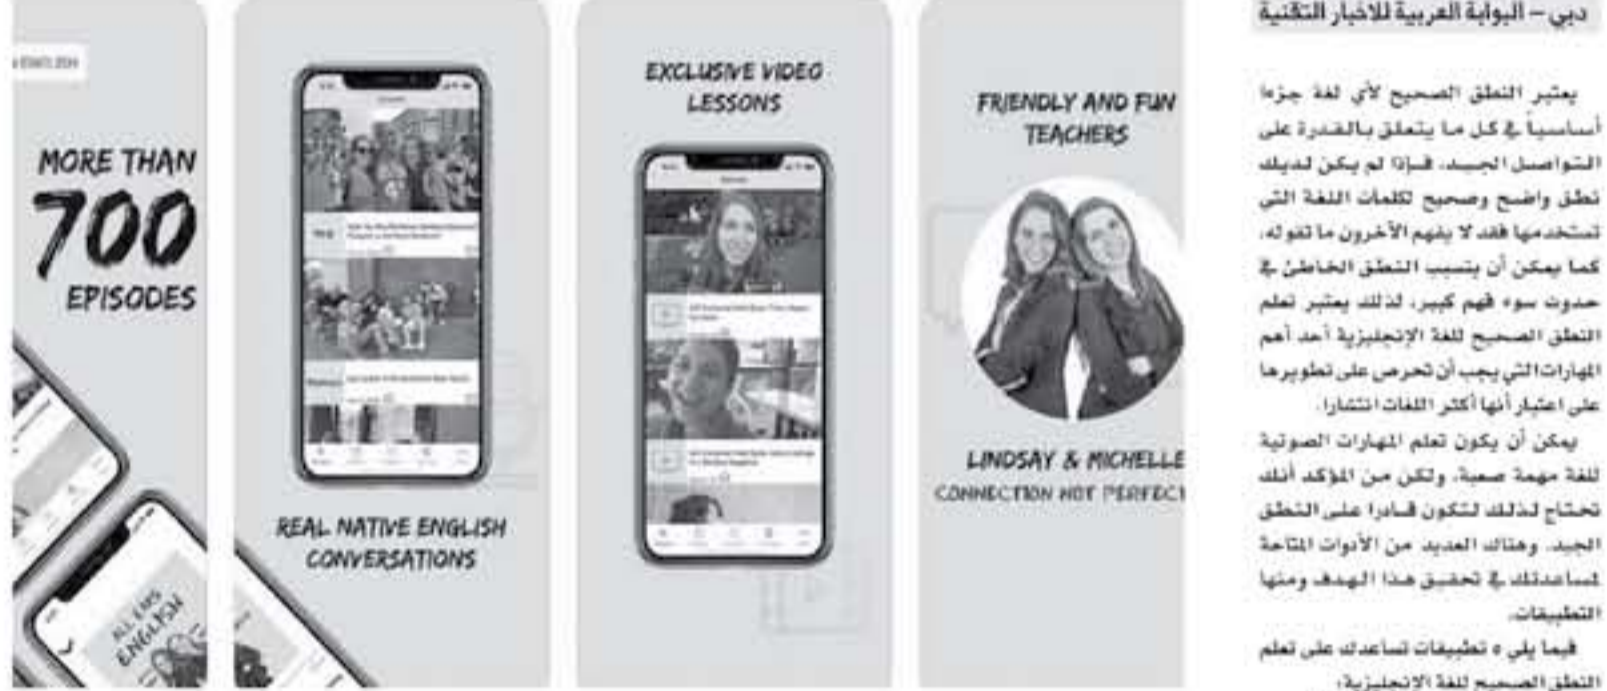 MORE THAN
700
EPISODES
ALL EARS
ENGLISH
REAL NATIVE ENGLISH
CONVERSATIONS
EXCLUSIVE VIDEO
LESSONS
FRIENDLY AND FUN
TEACHERS
LINDSAY & MICHELLE
CONNECTION NOT PERFECT
دبي – البوابة العربية للاخبار التقنية
يعتبر النطق الصحيح لأي لغة جزءا
أساسياً في كل ما يتعلق بالقدرة على
التواصل الجيد، فإذا لم يكن لديك
نطق واضح وصحيح لكلمات اللغة التي
تستخدمها فقد لا يفهم الآخرون ما تقوله،
كما يمكن أن يتسبب النطق الخاطئ في
حدوث سوء فهم كبير، لذلك يعتبر تعلم
النطق الصحيح للغة الإنجليزية أحد أهم
المهارات التي يجب أن تحرص على تطويرها
على اعتبار أنها أكثر اللغات انتشارا.
يمكن أن يكون تعلم المهارات الصوتية
للغة مهمة صعبة، ولكن من المؤكد أنك
تحتاج لذلك لتكون قادرا على النطق
الجيد. وهناك العديد من الأدوات المتاحة
لمساعدتك في تحقيق هذا الهدف ومنها
التطبيقات.
فيما يلي ٥ تطبيقات تساعدك على تعلم
النطق الصحيح للغة الإنجليزية: